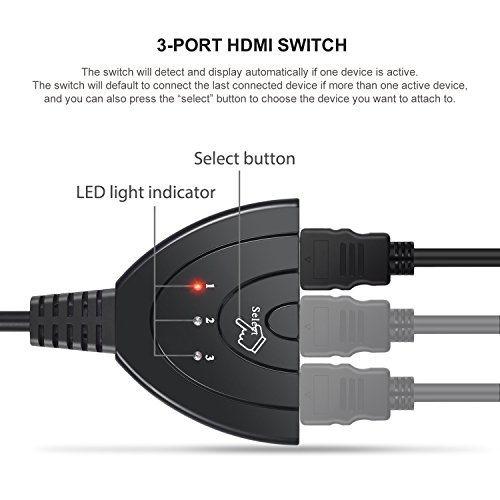 3-PORT HDMI SWITCH
The switch will detect and display automatically if one device is active.
The switch will default to connect the last connected device if more than one active device,
and you can also press the “select” button to choose the device you want to attach to.
Select button
LED light indicator
1
2
3
Select